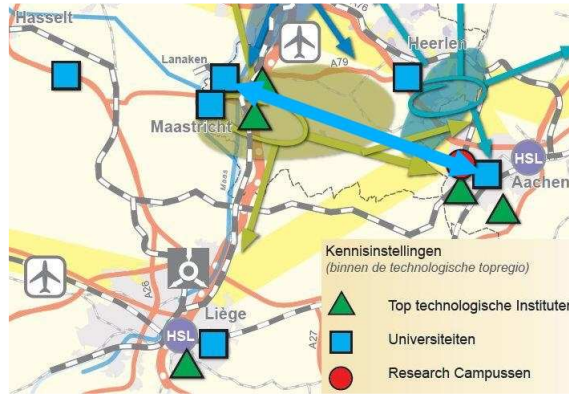 Hasselt
Lanaken
A79
Heerlen
Maastricht
Maas
HSL
Aachen
Kennisinstellingen
(binnen de technologische topregio)
Top technologische Instituten
Universiteiten
Research Campussen
A26
Liège
HSL
A27